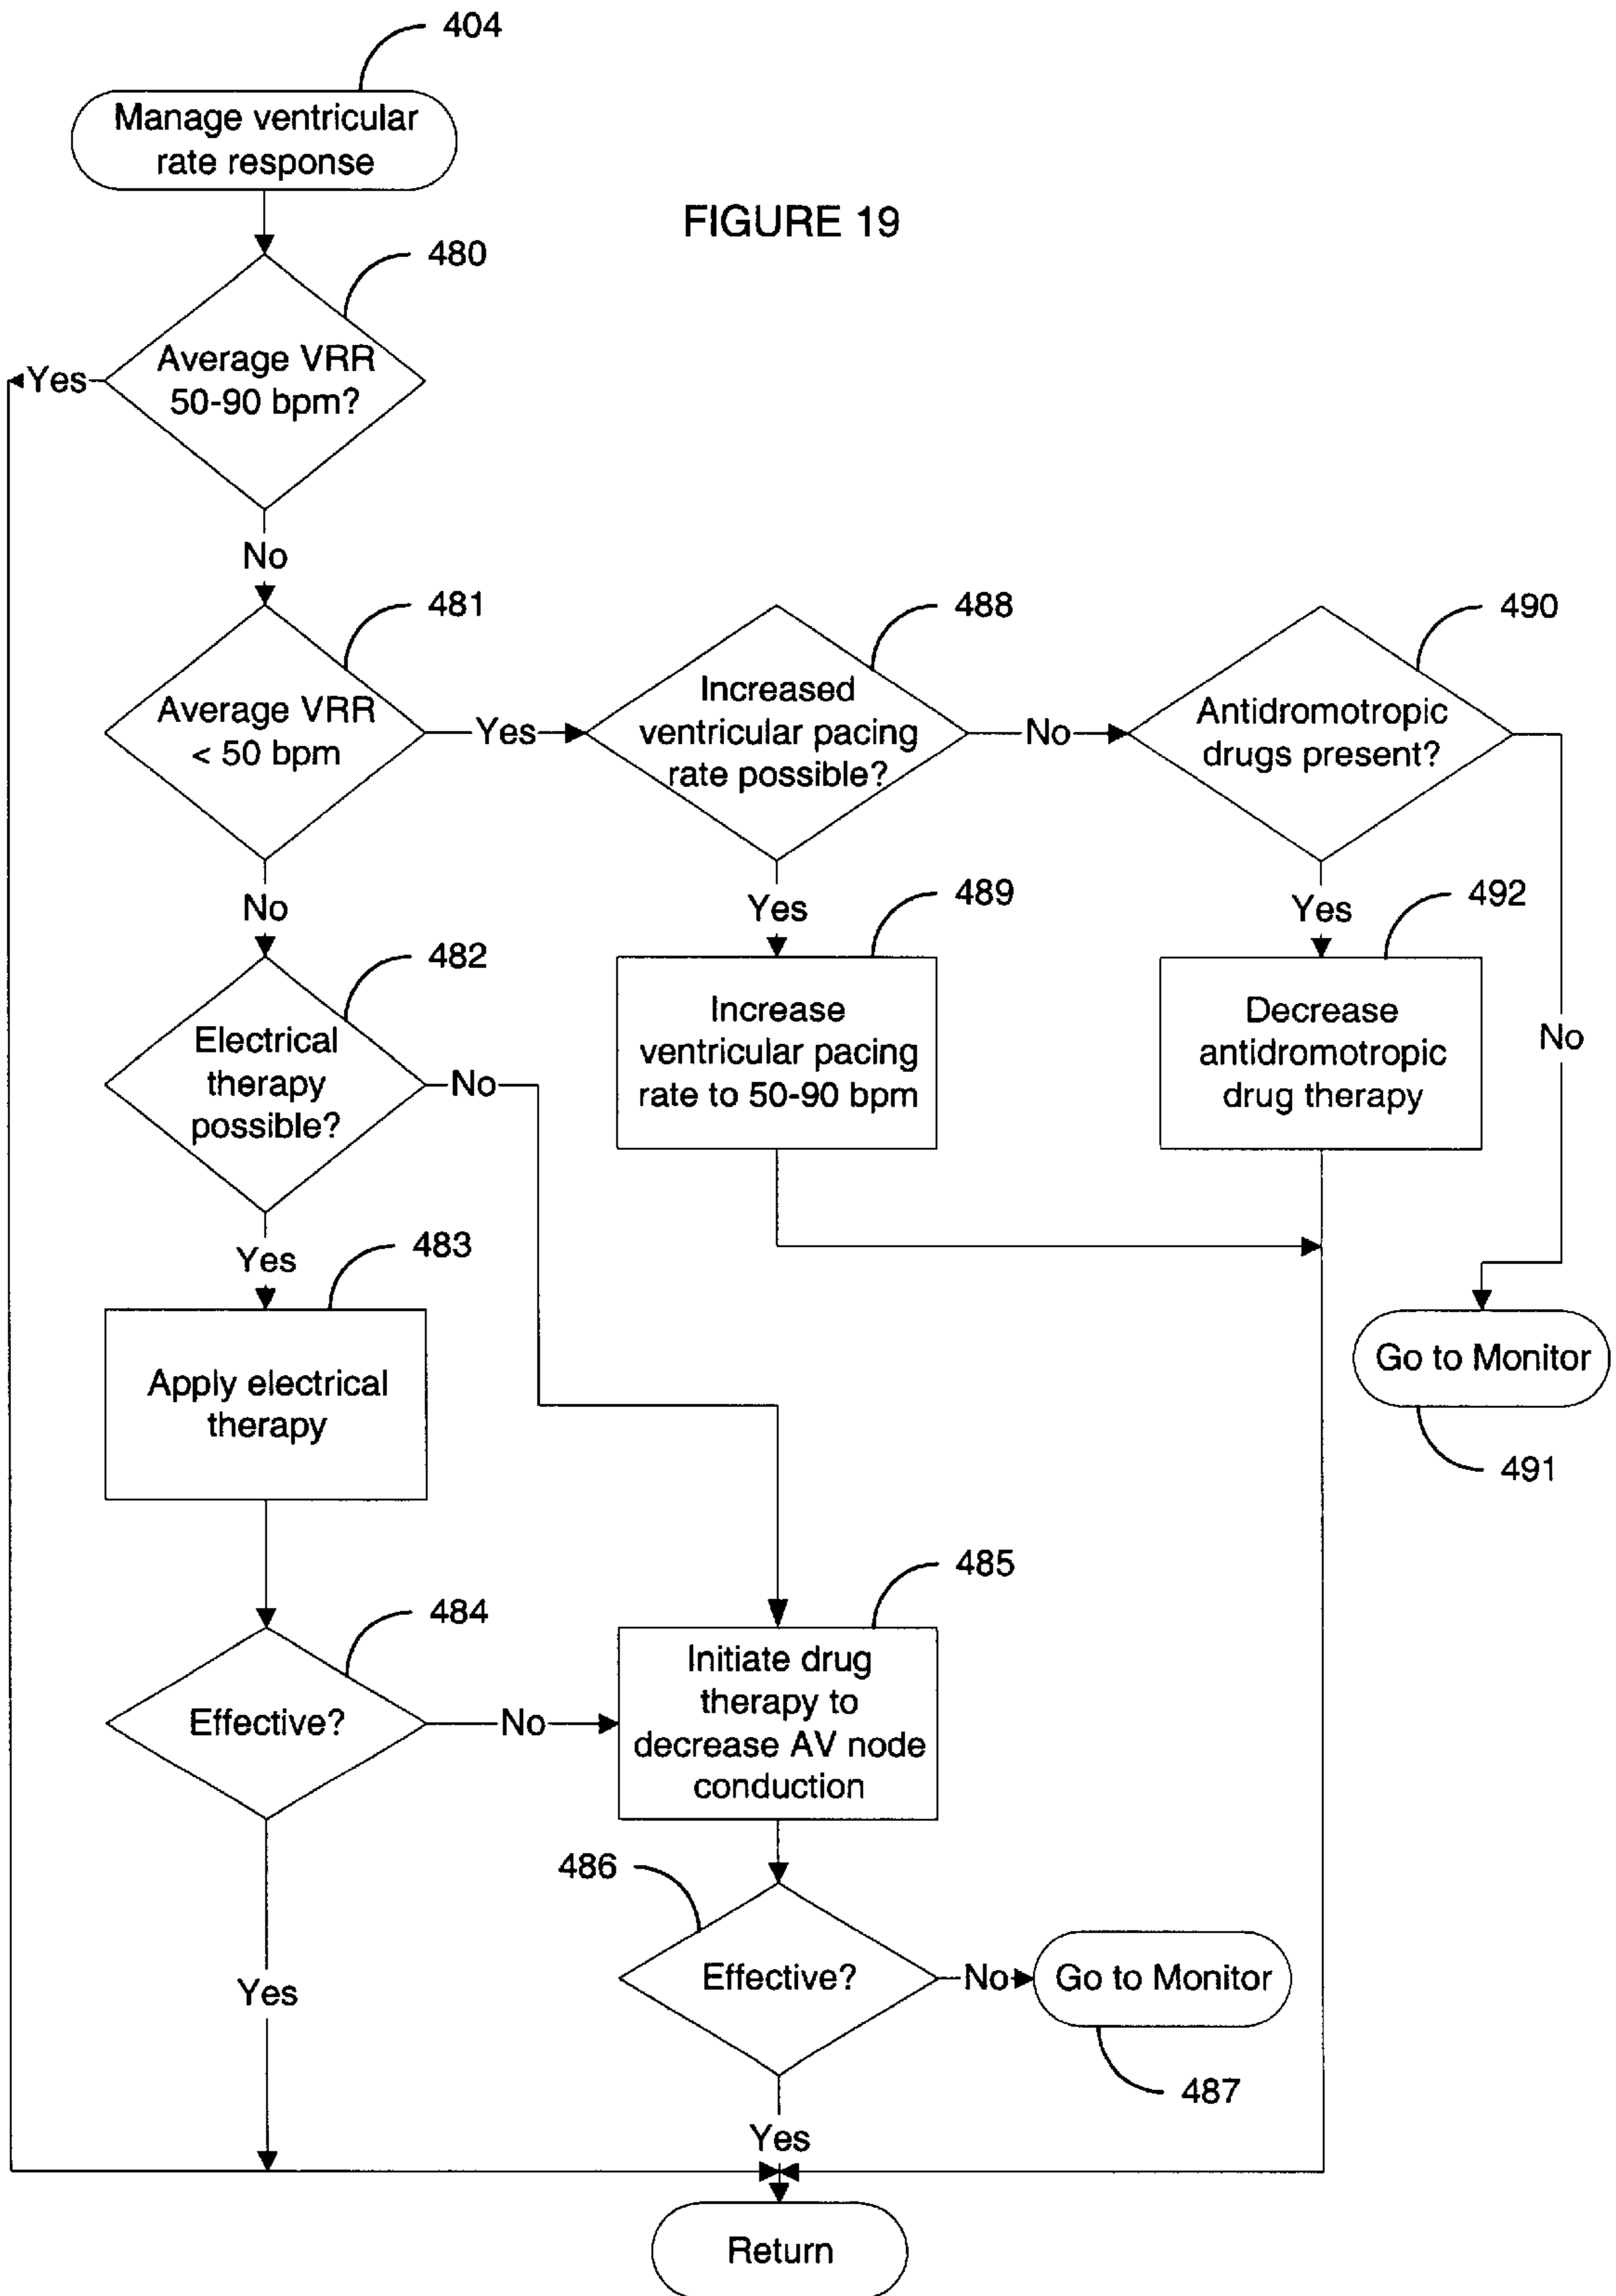 404
Manage ventricular
rate response
FIGURE 19
480
Average VRR
50-90 bpm?
Yes
No
481
Average VRR
< 50 bpm
Yes
488
Increased
ventricular pacing
rate possible?
No
490
Antidromotropic
drugs present?
No
482
Electrical
therapy
possible?
No
Yes
489
Increase
ventricular pacing
rate to 50-90 bpm
Yes
492
Decrease
antidromotropic
drug therapy
No
Yes
483
Apply electrical
therapy
Go to Monitor
491
484
Effective?
No
485
Initiate drug
therapy to
decrease AV node
conduction
486
Effective?
No
Go to Monitor
487
Yes
Yes
Return